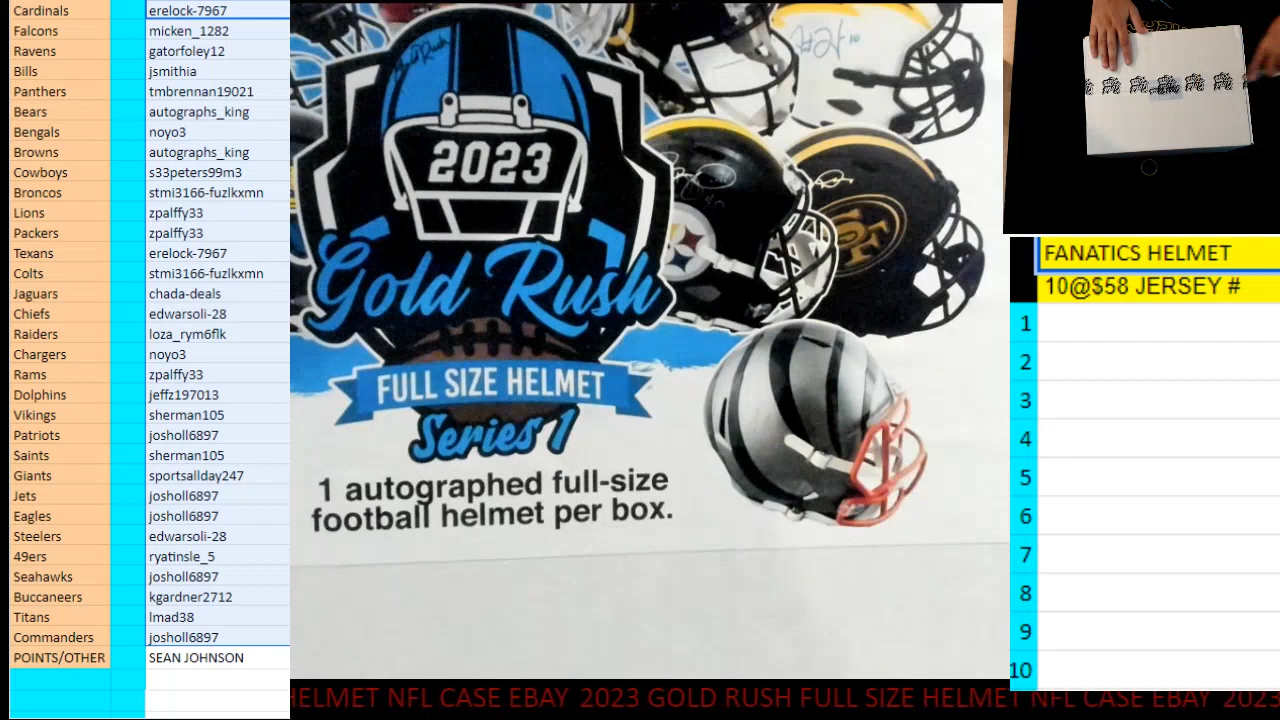 Cardinals erelock-7967
Falcons micken_1282
Ravens gatorfoley12
Bills jsmithia
Panthers tmbrennan19021
Bears autographs_king
Bengals noyo3
Browns autographs_king
Cowboys s33peters99m3
Broncos stmi3166-fuzlkxmn
Lions zpalffy33
Packers zpalffy33
Texans erelock-7967
Colts stmi3166-fuzlkxmn
Jaguars chada-deals
Chiefs edwarsoli-28
Raiders loza_rym6flk
Chargers noyo3
Rams zpalffy33
Dolphins jeffz197013
Vikings sherman105
Patriots josholl6897
Saints sherman105
Giants sportsallday247
Jets josholl6897
Eagles josholl6897
Steelers edwarsoli-28
49ers ryatinsle_5
Seahawks josholl6897
Buccaneers kgardner2712
Titans lmad38
Commanders josholl6897
POINTS/OTHER SEAN JOHNSON
2023
Gold Rush
FULL SIZE HELMET
Series 1
1 autographed full-size
football helmet per box.
FANATICS HELMET
10@$58 JERSEY #
1
2
3
4
5
6
7
8
9
10
HELMET NFL CASE EBAY 2023 GOLD RUSH FULL SIZE HELMET NFL CASE EBAY 2023